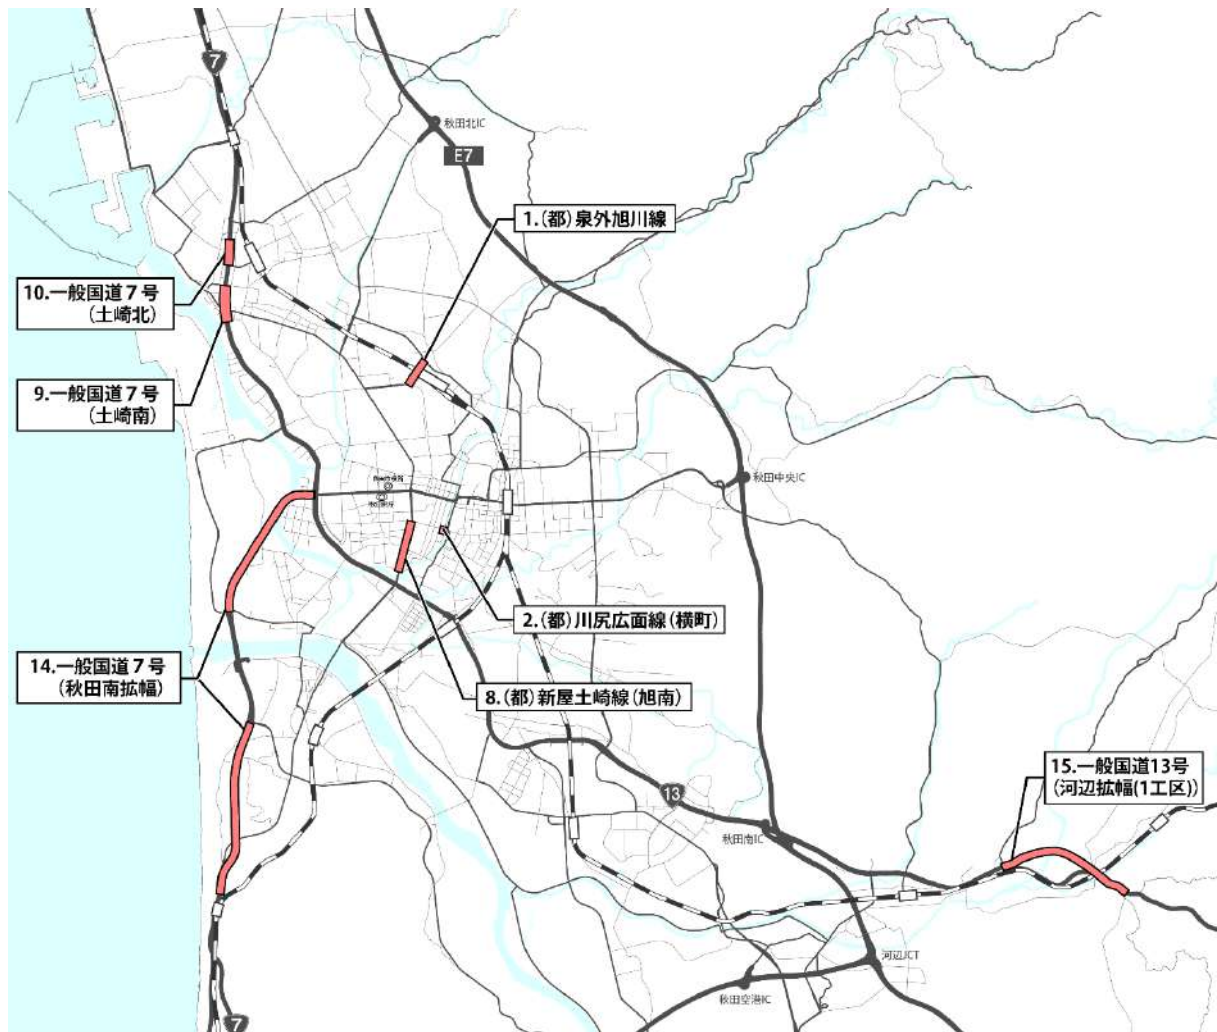 7
秋田北IC
E7
1.(都)泉外旭川線
10.一般国道7号
(土崎北)
9.一般国道7号
(土崎南)
秋田中央IC
2.(都)川尻広面線(横町)
14.一般国道7号
(秋田南拡幅)
8.(都)新屋土崎線(旭南)
15.一般国道13号
(河辺拡幅(1工区))
13
秋田南IC
河辺JCT
秋田空港IC
7